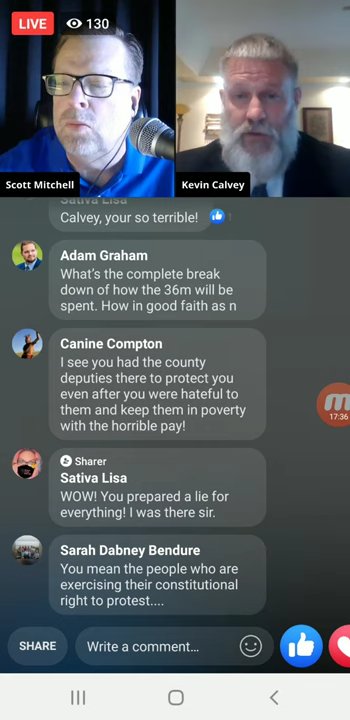 LIVE 130
Scott Mitchell
Kevin Calvey
Sativa Lisa
Calvey, your so terrible! 1
Adam Graham
What's the complete break
down of how the 36m will be
spent. How in good faith as n
Canine Compton
I see you had the county
deputies there to protect you
even after you were hateful to
them and keep them in poverty
with the horrible pay!
17:36
Sharer
Sativa Lisa
WOW! You prepared a lie for
everything! I was there sir.
Sarah Dabney Bendure
You mean the people who are
exercising their constitutional
right to protest....
SHARE
Write a comment...